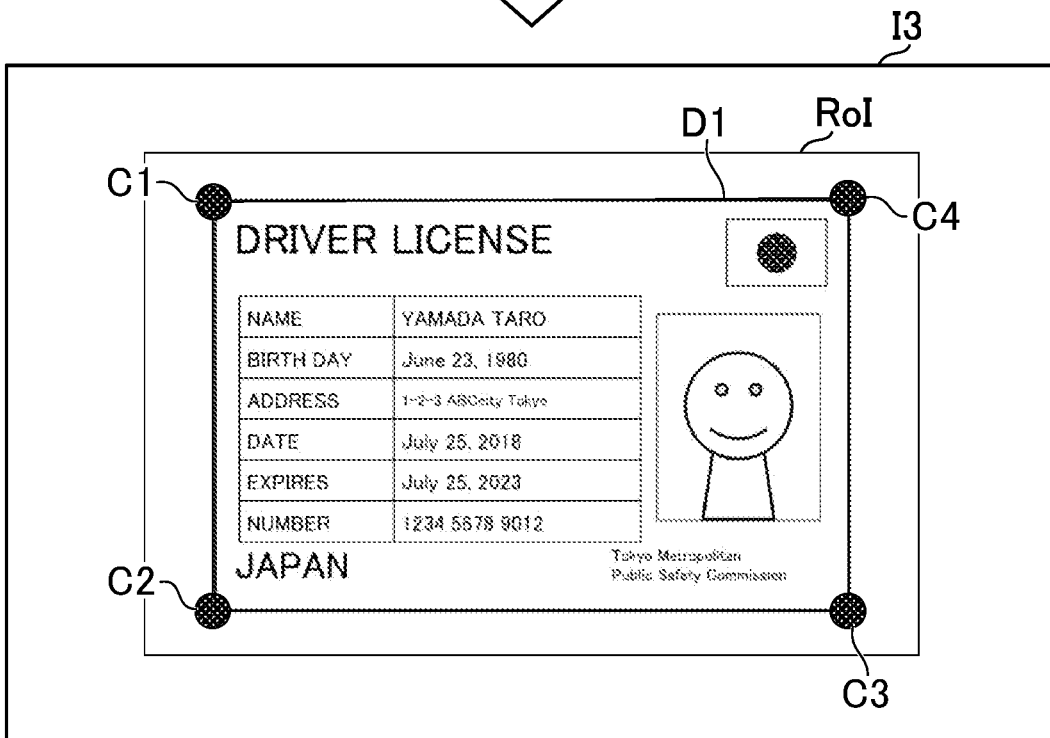 I3
D1
RoI
C1
C4
DRIVER LICENSE
NAME YAMADA TARO
BIRTH DAY June 23, 1980
ADDRESS 1-2-3 ABCcity Tokyo
DATE July 25, 2018
EXPIRES July 25, 2023
NUMBER 1234 5678 9012
JAPAN
Tokyo Metropolitan
Public Safety Commission
C2
C3